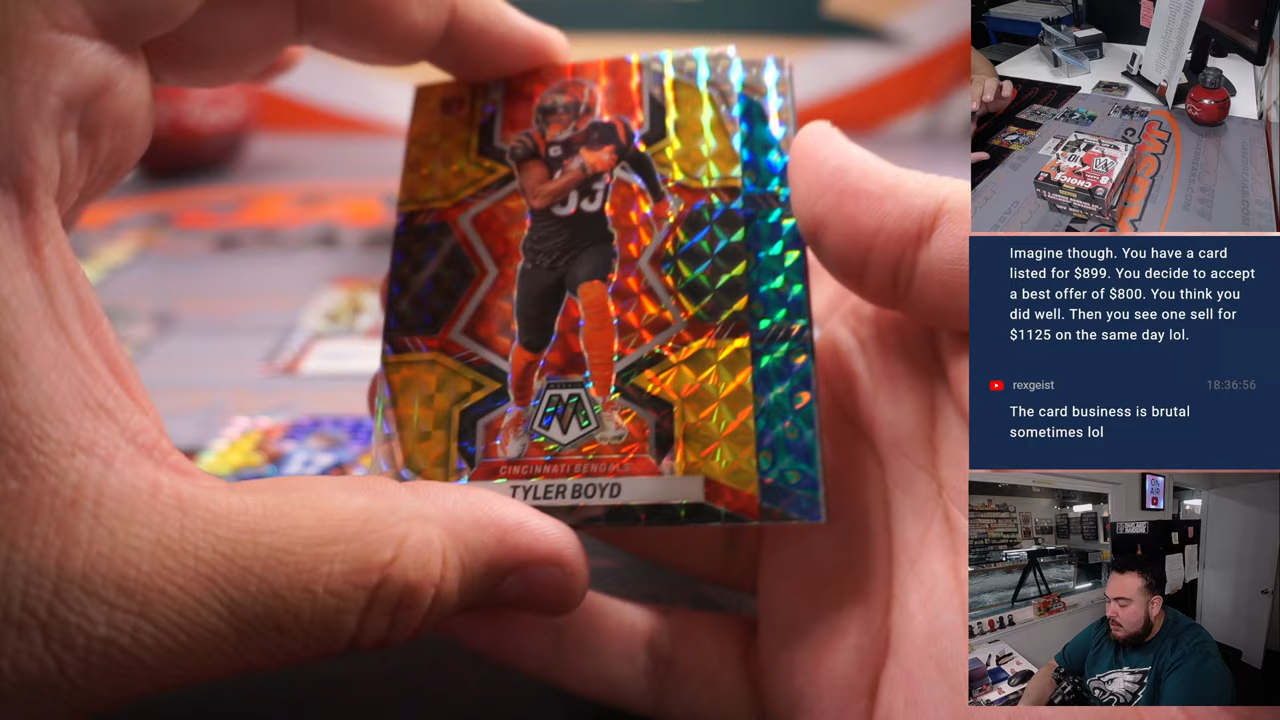 83
CINCINNATI BENGALS
TYLER BOYD
CHOICE
Imagine though. You have a card
listed for $899. You decide to accept
a best offer of $800. You think you
did well. Then you see one sell for
$1125 on the same day lol.
rexgeist 18:36:56
The card business is brutal
sometimes lol
ON
AIR